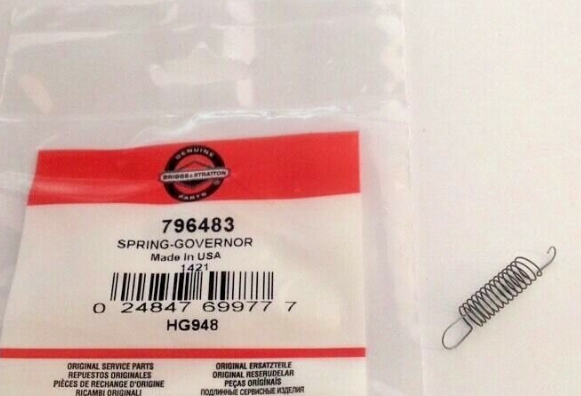 GENUINE
BRIGGS & STRATTON
PARTS
796483
SPRING-GOVERNOR
Made In USA
1421
0 24847 69977 7
HG948
ORIGINAL SERVICE PARTS
REPUESTOS ORIGINALES
PIÈCES DE RECHANGE D'ORIGINE
RICAMBI ORIGINALI
ORIGINAL ERSATZTEILE
ORIGINAL RESERUDELAR
PEÇAS ORIGINAIS
ПОДЛИННЫЕ СЕРВИСНЫЕ ИЗДЕЛИЯ